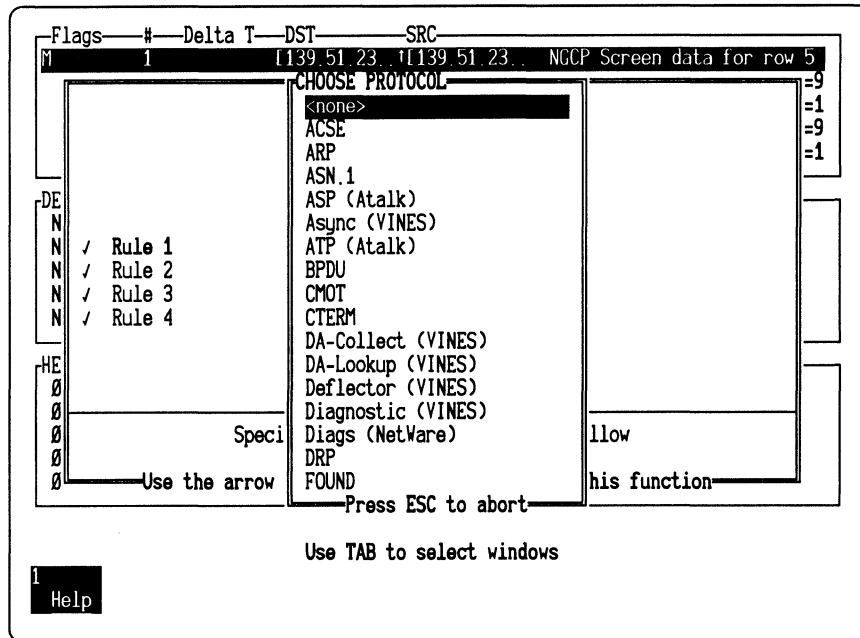 Flags # Delta T DST SRC
M 1 [139.51.23..↑[139.51.23.. NGCP Screen data for row 5
CHOOSE PROTOCOL =9
<none> =1
ACSE =9
ARP =1
ASN.1
DE ASP (Atalk)
N Async (VINES)
N √ Rule 1 ATP (Atalk)
N √ Rule 2 BPDU
N √ Rule 3 CMOT
N √ Rule 4 CTERM
DA-Collect (VINES)
HE DA-Lookup (VINES)
Ø Deflector (VINES)
Ø Diagnostic (VINES)
Ø Speci Diags (NetWare) llow
Ø DRP
Ø Use the arrow FOUND his function
Press ESC to abort
Use TAB to select windows
1
Help